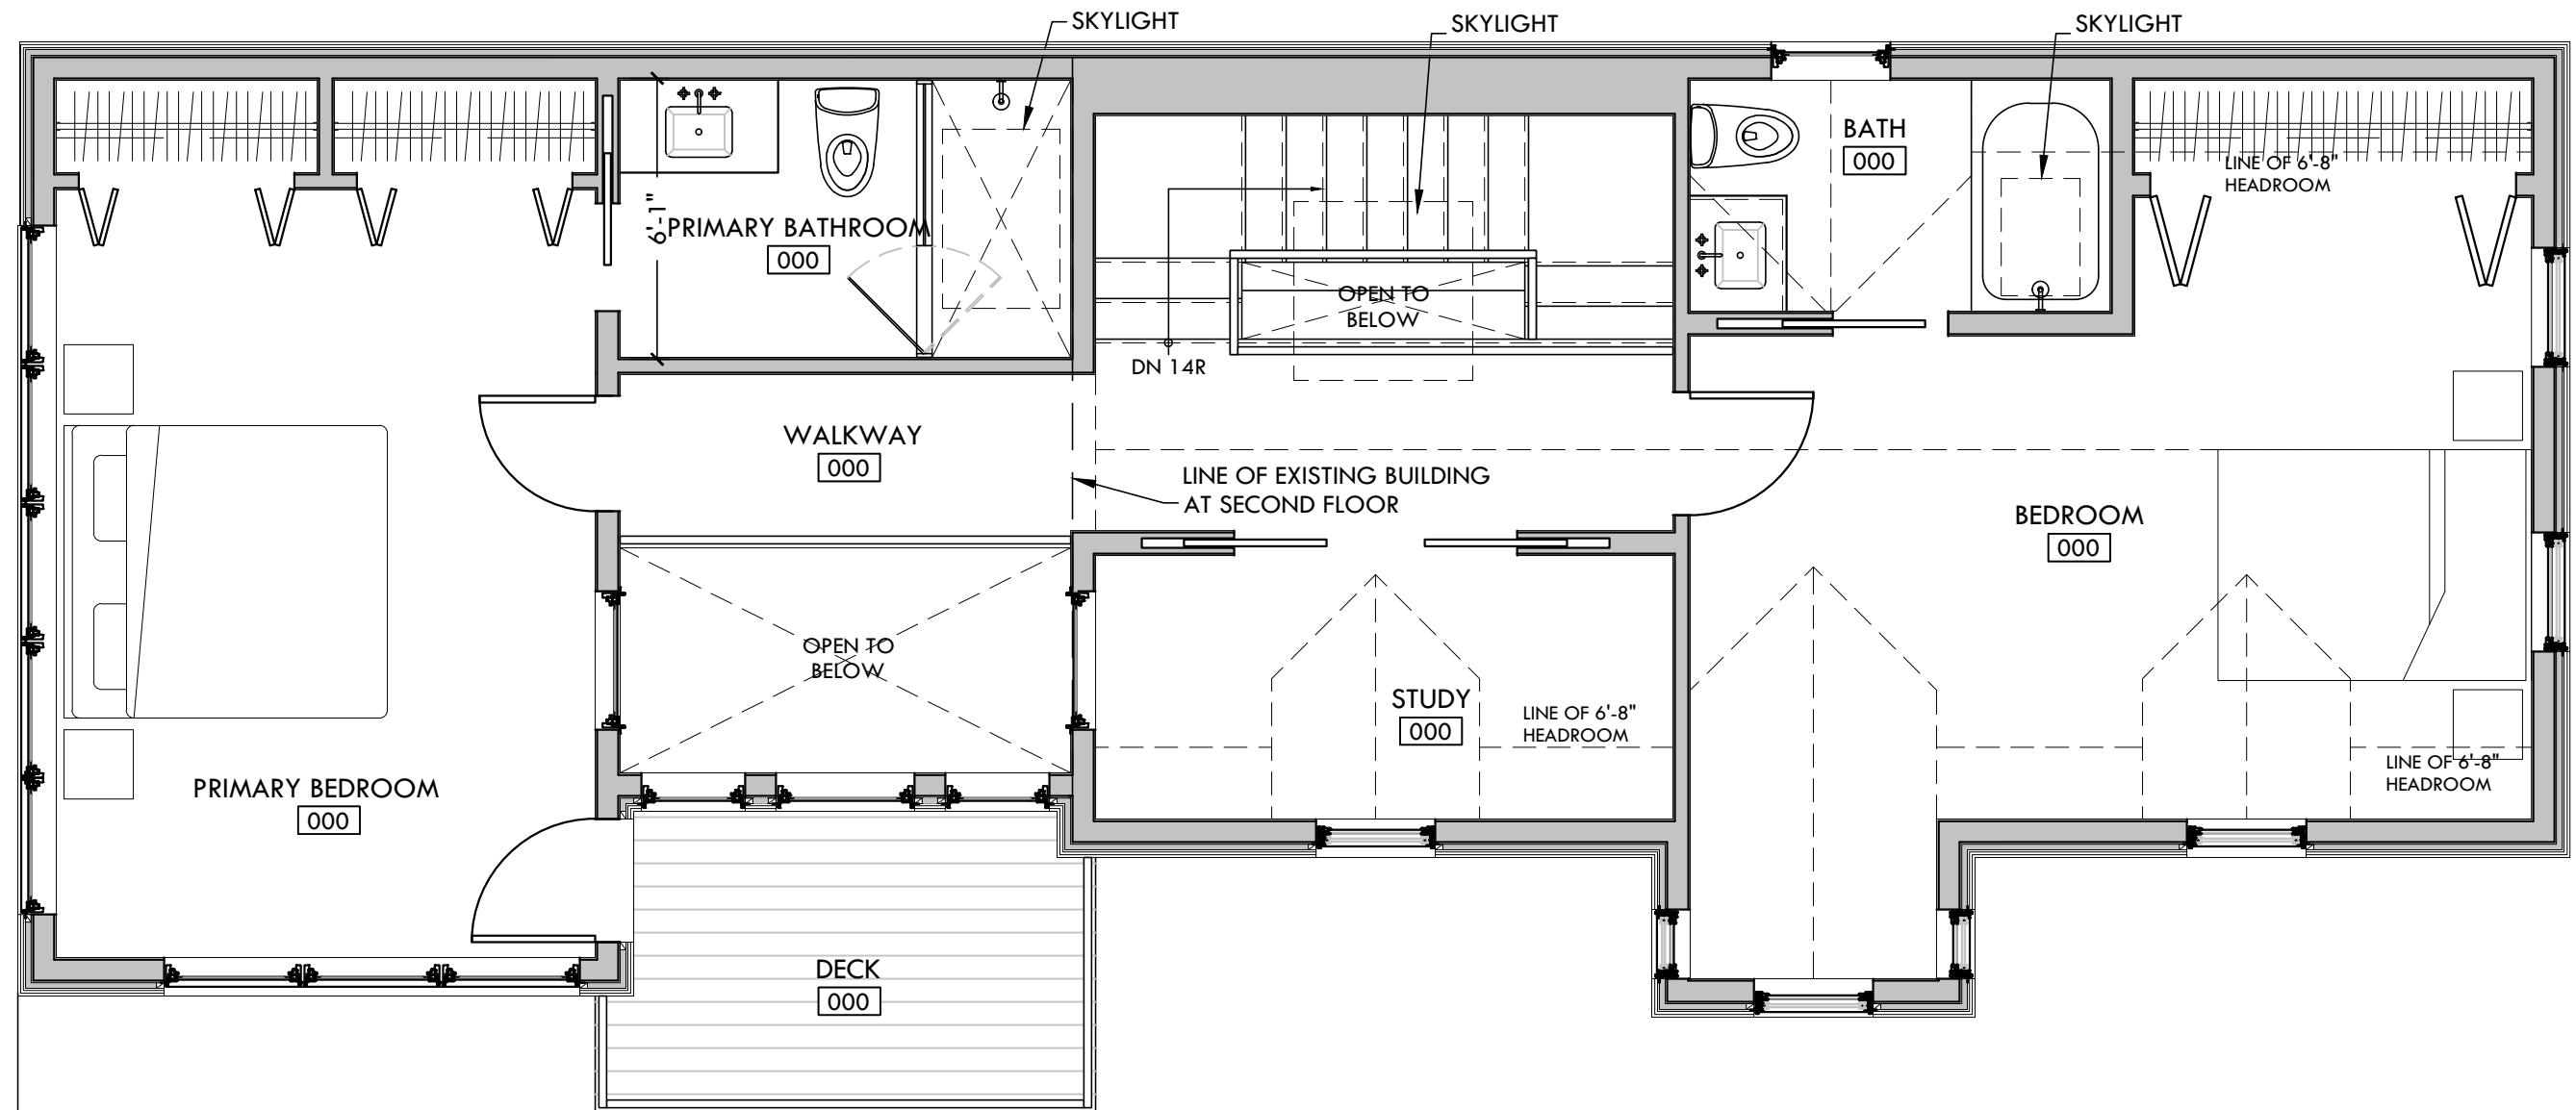 SKYLIGHT
SKYLIGHT
SKYLIGHT
6'-1"
PRIMARY BATHROOM
000
BATH
000
LINE OF 6'-8"
HEADROOM
OPEN TO
BELOW
DN 14R
WALKWAY
000
LINE OF EXISTING BUILDING
AT SECOND FLOOR
BEDROOM
000
OPEN TO
BELOW
STUDY
000
LINE OF 6'-8"
HEADROOM
LINE OF 6'-8"
HEADROOM
PRIMARY BEDROOM
000
DECK
000